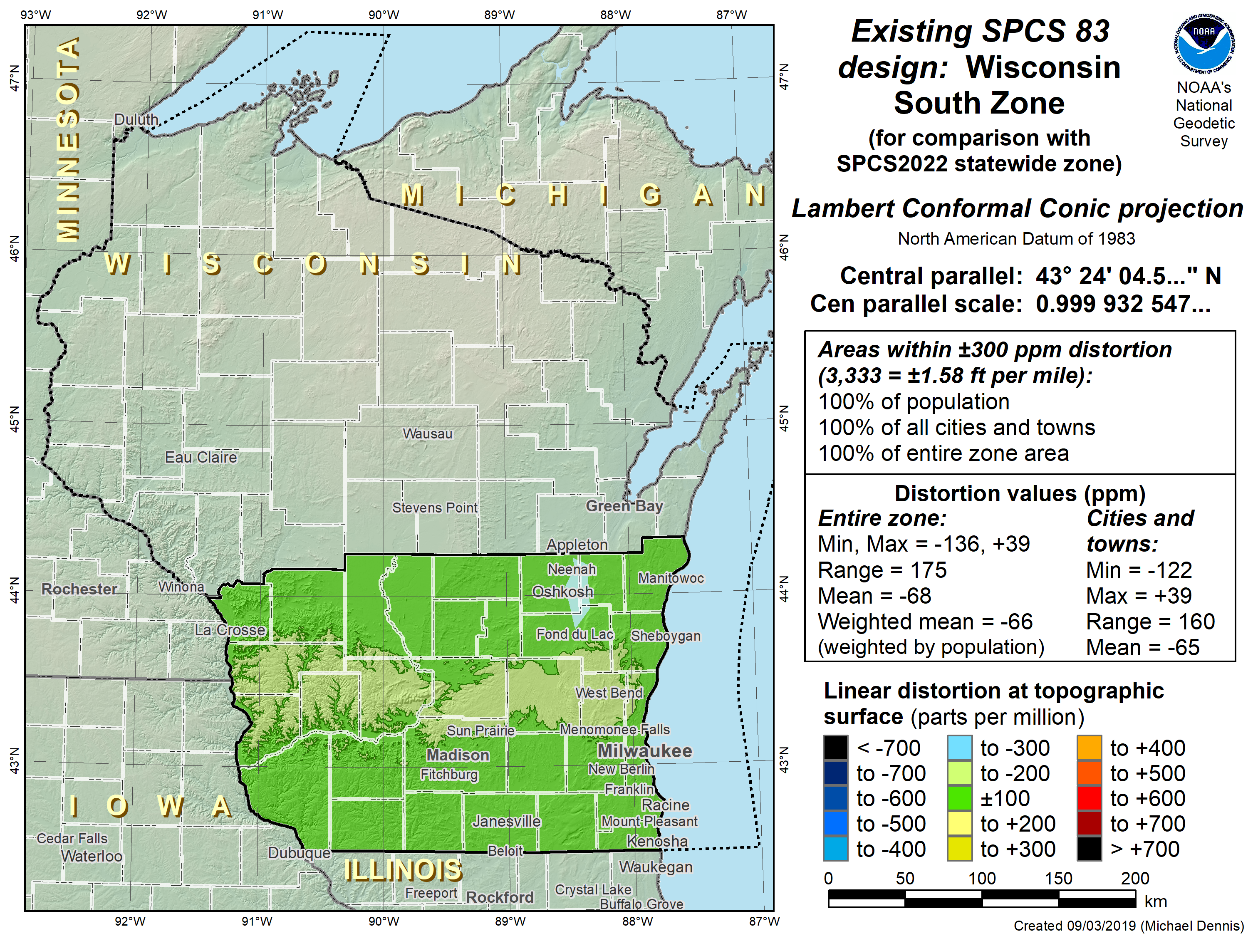 93°W 92°W 91°W 90°W 89°W 88°W 87°W
47°N 47°N
MINNESOTA
Duluth
MICHIGAN
46°N 46°N
WISCONSIN
45°N 45°N
Wausau
Eau Claire
Stevens Point
Green Bay
Appleton
Neenah
Manitowoc
Oshkosh
44°N 44°N
Rochester
Winona
La Crosse
Fond du Lac
Sheboygan
West Bend
Sun Prairie
Menomonee Falls
Madison
Milwaukee
43°N 43°N
Fitchburg
New Berlin
Franklin
IOWA
Racine
Janesville
Mount Pleasant
Cedar Falls
Kenosha
Waterloo
Dubuque
Beloit
ILLINOIS
Waukegan
Freeport
Rockford
Crystal Lake
Buffalo Grove
92°W 91°W 90°W 89°W 88°W 87°W
Existing SPCS 83
design: Wisconsin
South Zone
(for comparison with
SPCS2022 statewide zone)
NOAA
NOAA's
National
Geodetic
Survey
Lambert Conformal Conic projection
North American Datum of 1983
Central parallel: 43° 24' 04.5..." N
Cen parallel scale: 0.999 932 547...
Areas within ±300 ppm distortion
(3,333 = ±1.58 ft per mile):
100% of population
100% of all cities and towns
100% of entire zone area
Distortion values (ppm)
Entire zone:
Min, Max = -136, +39
Range = 175
Mean = -68
Weighted mean = -66
(weighted by population)
Cities and
towns:
Min = -122
Max = +39
Range = 160
Mean = -65
Linear distortion at topographic
surface (parts per million)
< -700
to -700
to -600
to -500
to -400
to -300
to -200
±100
to +200
to +300
to +400
to +500
to +600
to +700
> +700
0 50 100 150 200
km
Created 09/03/2019 (Michael Dennis)